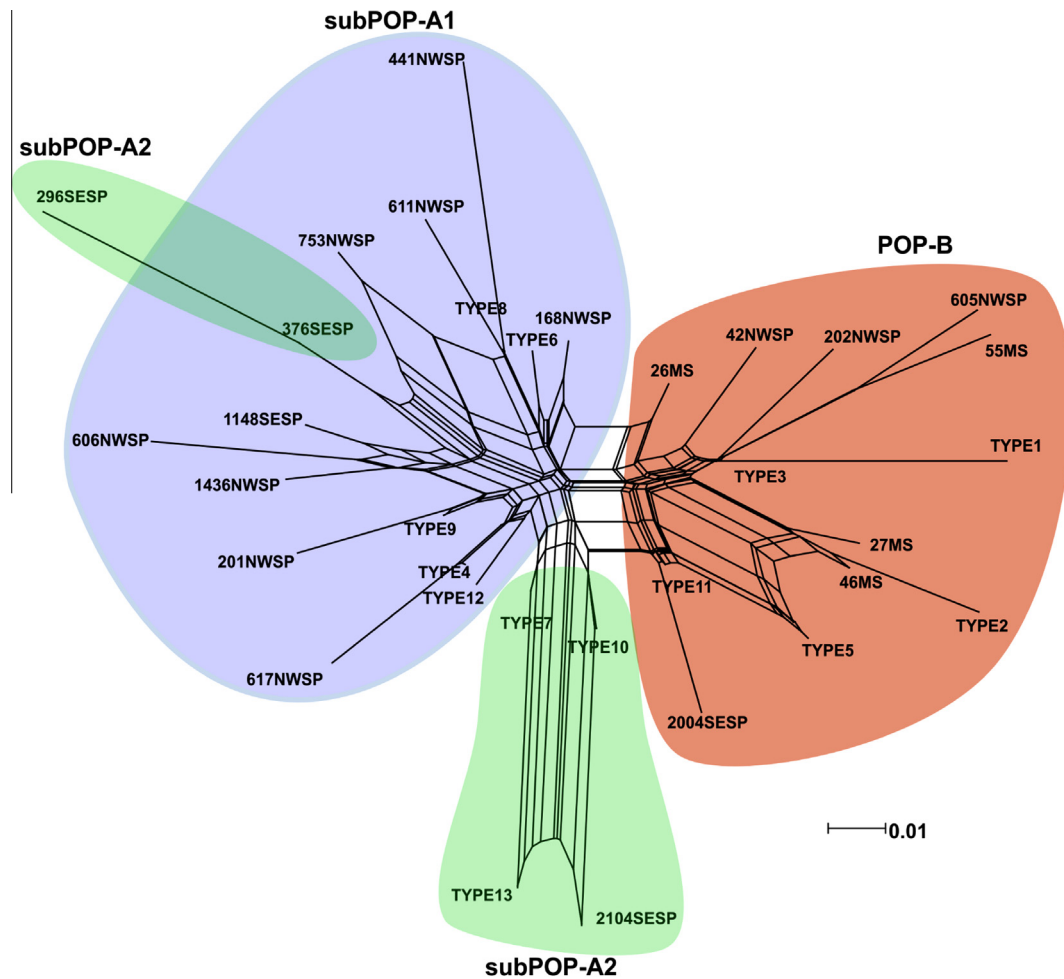 subPOP-A1
441NWSP
subPOP-A2
296SESP
611NWSP
753NWSP
POP-B
605NWSP
TYPE8
168NWSP
376SESP
TYPE6
42NWSP
202NWSP
55MS
26MS
1148SESP
606NWSP
TYPE1
TYPE3
1436NWSP
TYPE9
201NWSP
27MS
TYPE4
TYPE11
46MS
TYPE12
TYPE7
TYPE2
TYPE10
TYPE5
617NWSP
2004SESP
0.01
TYPE13
2104SESP
subPOP-A2